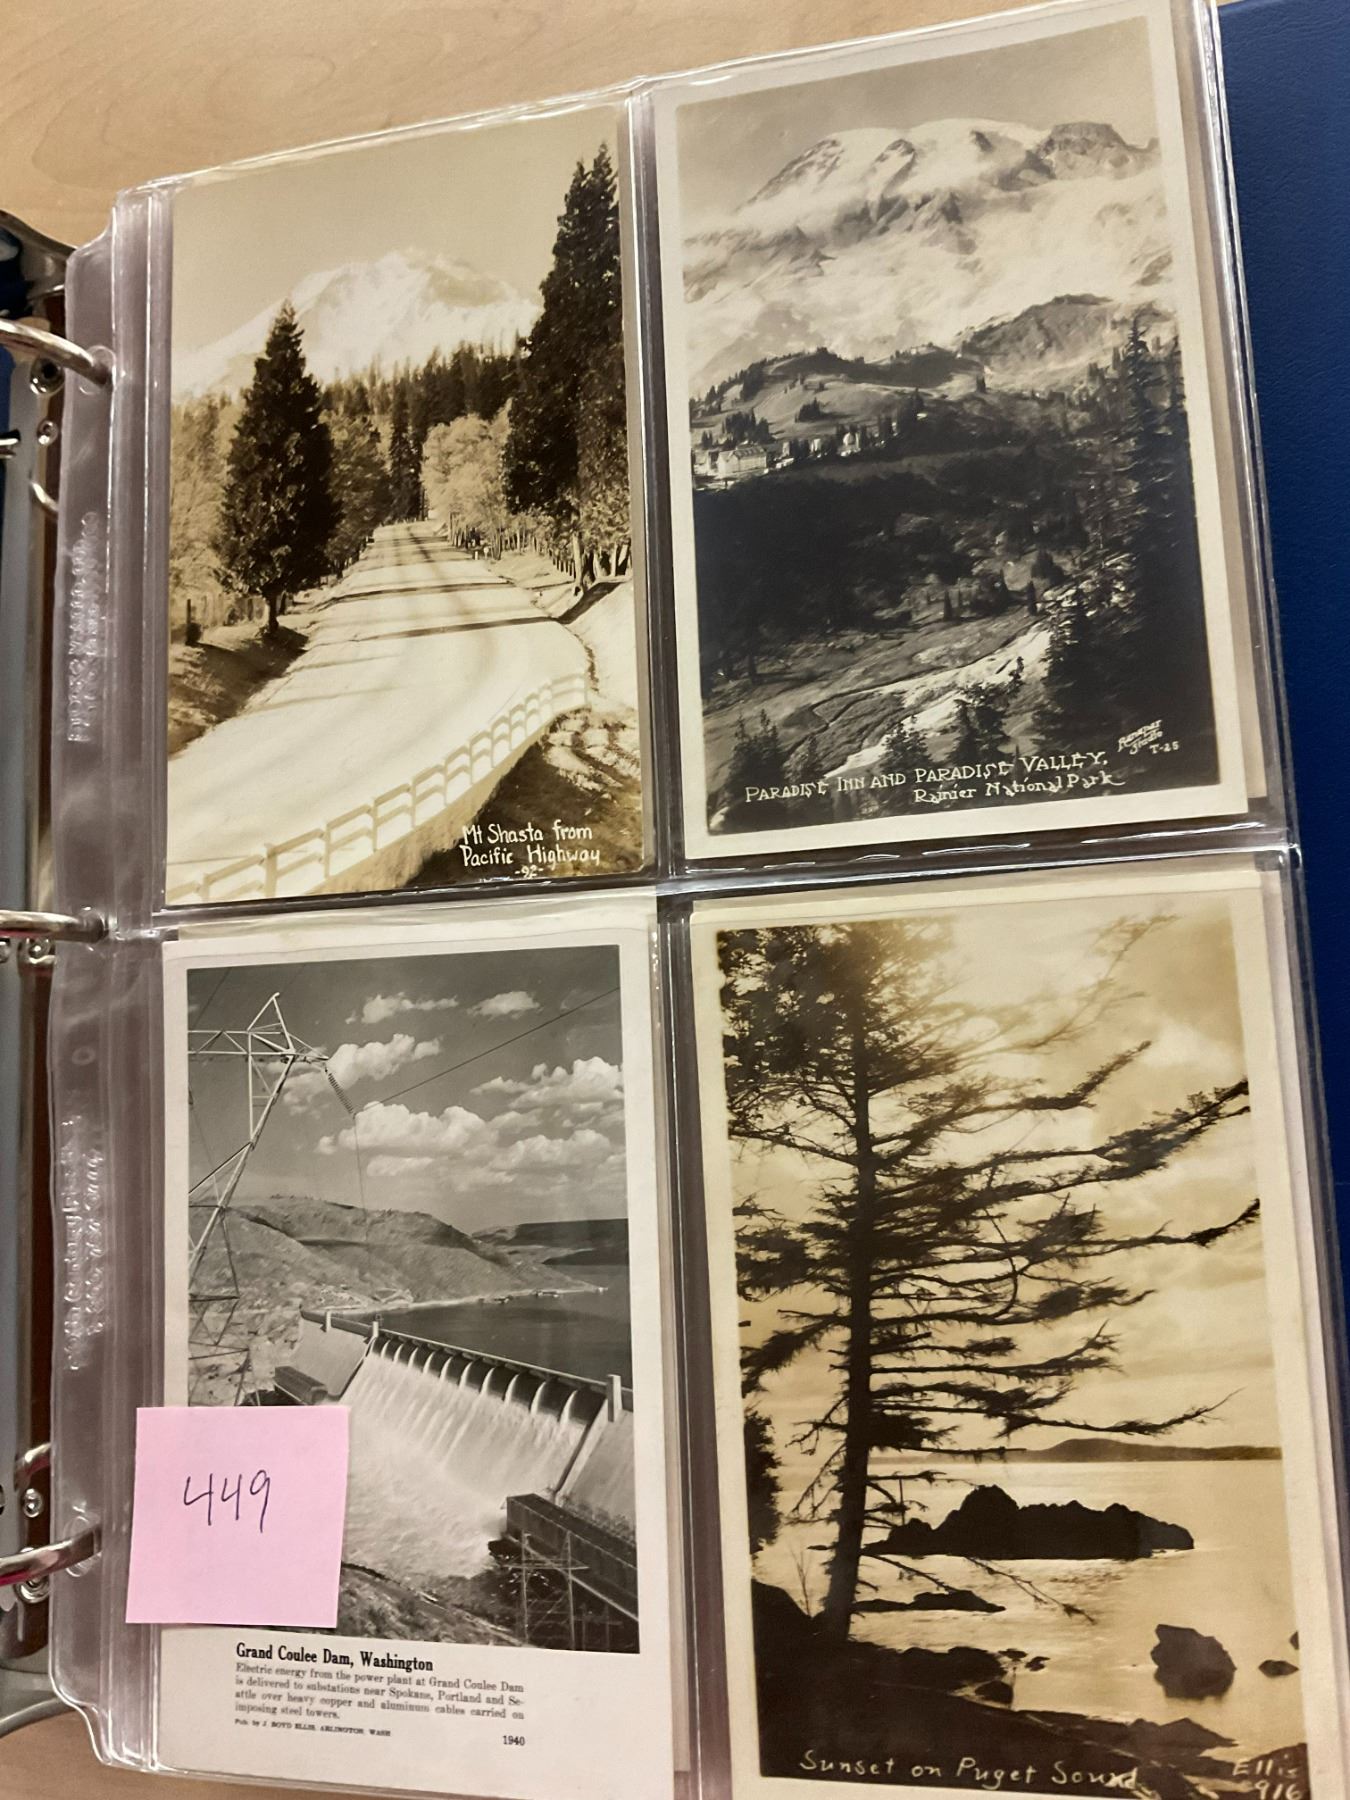 Mt Shasta from
Pacific Highway
-92-
PARADISE INN AND PARADISE VALLEY,
Rainier National Park
Ranapar
Studio
T-25
449
Grand Coulee Dam, Washington
Electric energy from the power plant at Grand Coulee Dam
is delivered to substations near Spokane, Portland and Se-
attle over heavy copper and aluminum cables carried on
imposing steel towers.
Pub. by J. BOYD ELLIS, ARLINGTON, WASH
1940
Sunset on Puget Sound
Ellis
916